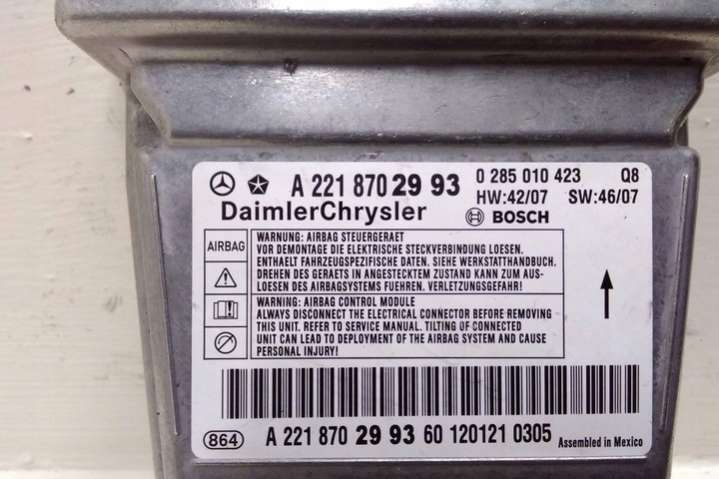 A 221 870 29 93 0 285 010 423 Q8
HW:42/07 SW:46/07
DaimlerChrysler BOSCH
AIRBAG
WARNUNG: AIRBAG STEUERGERAET
VOR DEMONTAGE DIE ELEKTRISCHE STECKVERBINDUNG LOESEN.
ENTHAELT FAHRZEUGSPEZIFISCHE DATEN. SIEHE WERKSTATTHANDBUCH.
DREHEN DES GERAETS IN ANGESTECKTEM ZUSTAND KANN ZUM AUS-
LOESEN DES AIRBAGSYSTEMS FUEHREN. VERLETZUNGSGEFAHR!
WARNING: AIRBAG CONTROL MODULE
ALWAYS DISCONNECT THE ELECTRICAL CONNECTOR BEFORE REMOVING
THIS UNIT. REFER TO SERVICE MANUAL. TILTING OF CONNECTED
UNIT CAN LEAD TO DEPLOYMENT OF THE AIRBAG SYSTEM AND CAUSE
PERSONAL INJURY!
864 A 221 870 29 93 60 120121 0305 Assembled in Mexico